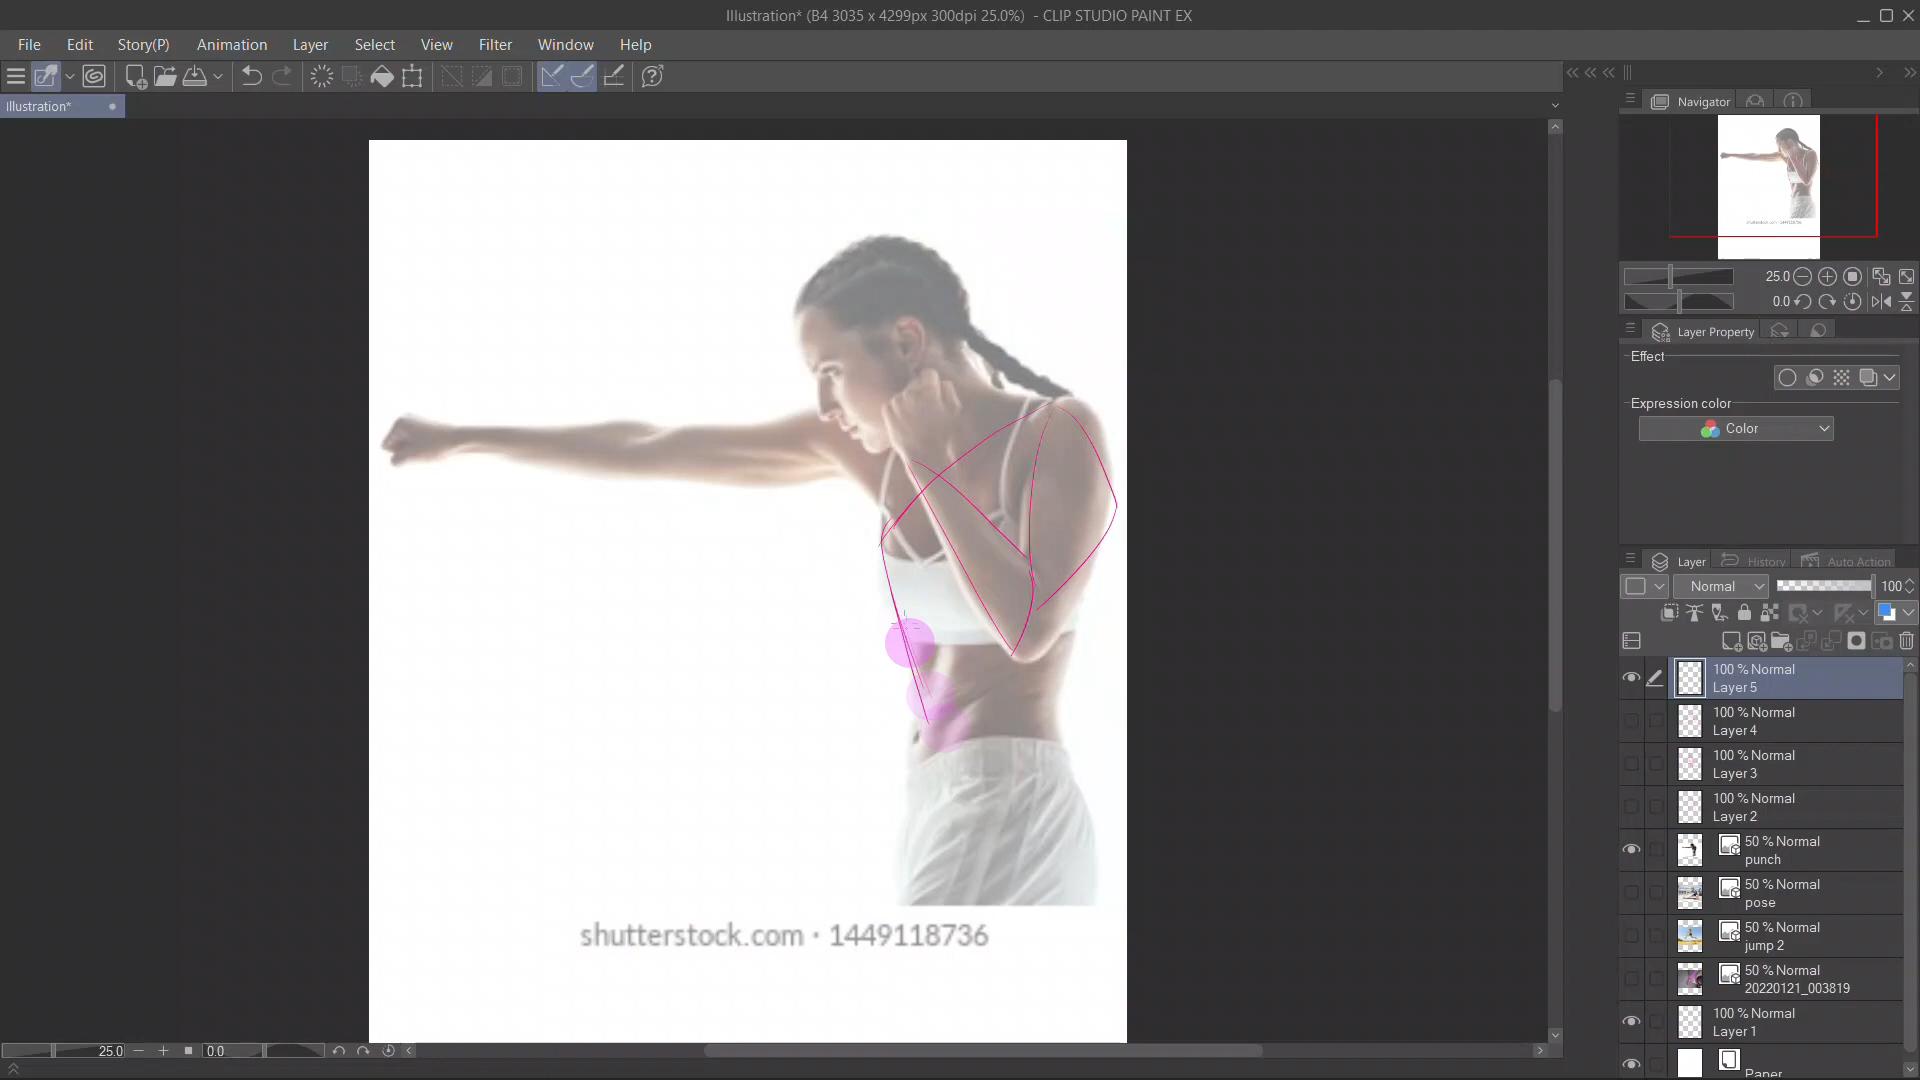 Illustration* (B4 3035 x 4299px 300dpi 25.0%) - CLIP STUDIO PAINT EX
File Edit Story(P) Animation Layer Select View Filter Window Help
Illustration*
Navigator
25.0
0.0
Layer Property
Effect
Expression color
Color
Layer History Auto Action
Normal 100
100 % Normal
Layer 5
100 % Normal
Layer 4
100 % Normal
Layer 3
100 % Normal
Layer 2
50 % Normal
punch
50 % Normal
pose
50 % Normal
jump 2
50 % Normal
20220121_003819
100 % Normal
Layer 1
Paper
shutterstock.com · 1449118736
25.0 0.0